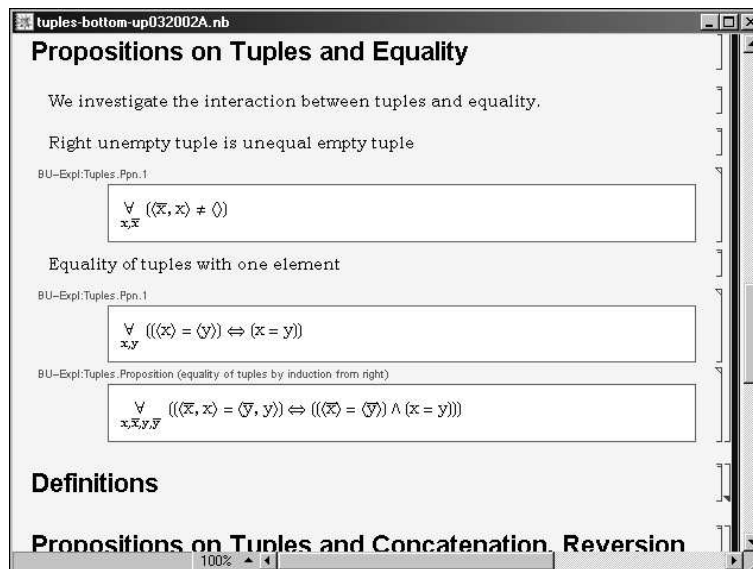 tuples-bottom-up032002A.nb
Propositions on Tuples and Equality
We investigate the interaction between tuples and equality.
Right unempty tuple is unequal empty tuple
BU–Expl:Tuples.Ppn.1
∀ (⟨x̅, x⟩ ≠ ⟨⟩)
x,x̅
Equality of tuples with one element
BU–Expl:Tuples.Ppn.1
∀ ((⟨x⟩ = ⟨y⟩) ⇔ (x = y))
x,y
BU–Expl:Tuples.Proposition (equality of tuples by induction from right)
∀ ((⟨x̅, x⟩ = ⟨y̅, y⟩) ⇔ ((⟨x̅⟩ = ⟨y̅⟩) ∧ (x = y)))
x,x̅,y,y̅
Definitions
Propositions on Tuples and Concatenation, Reversion
100%